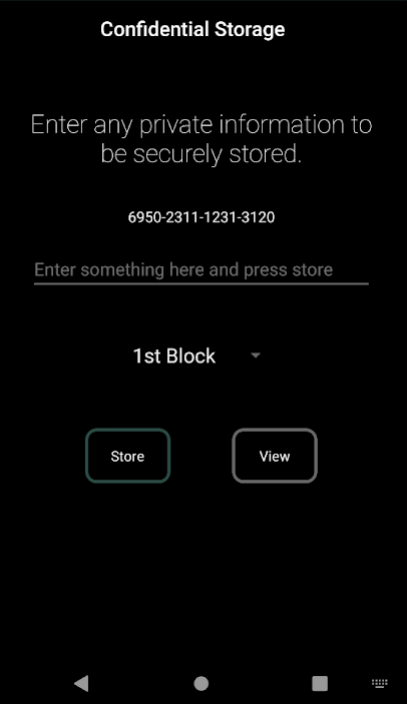 Confidential Storage
Enter any private information to
be securely stored.
6950-2311-1231-3120
Enter something here and press store
1st Block
Store
View